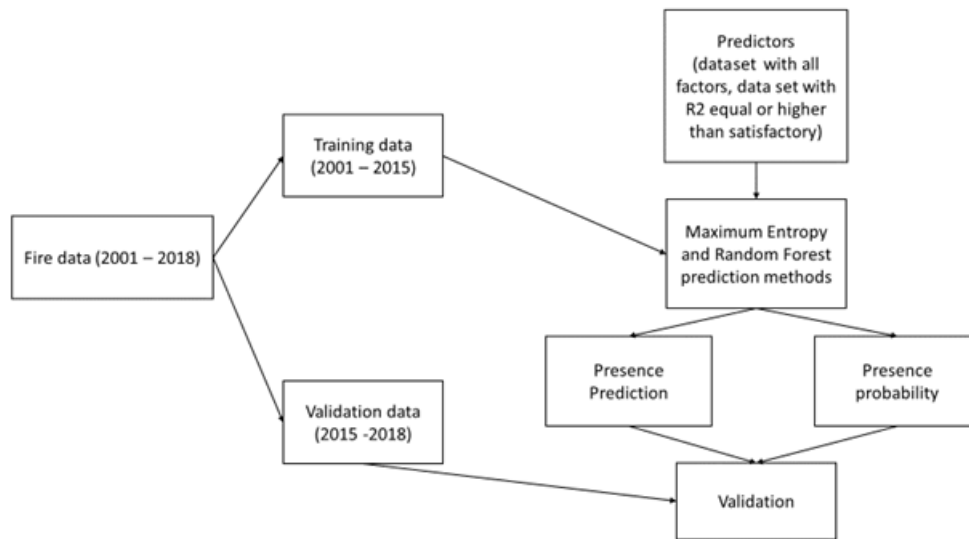 Predictors
(dataset with all
factors, data set with
R2 equal or higher
than satisfactory)
Training data
(2001 – 2015)
Fire data (2001 – 2018)
Maximum Entropy
and Random Forest
prediction methods
Presence
Prediction
Presence
probability
Validation data
(2015 -2018)
Validation